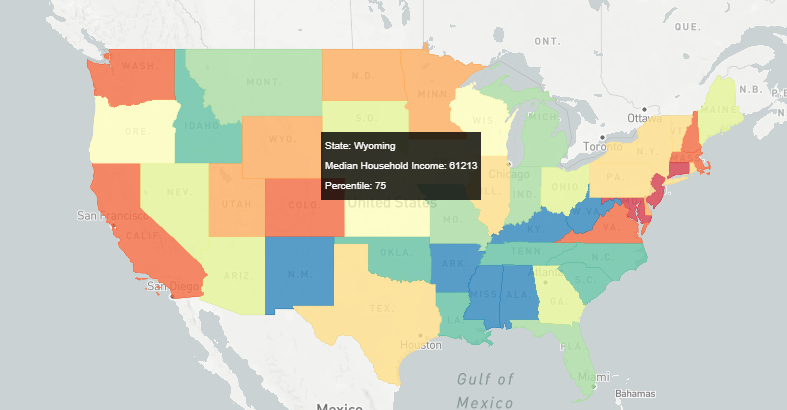 ONT.
QUE.
WASH.
MONT.
N.D.
MINN.
N.B.
MAINE
Ottawa
VT.
ORE.
IDAHO
S.D.
WIS.
MICH.
Toronto
WYO.
State: Wyoming
Median Household Income: 61213
Percentile: 75
Chicago
MASS.
PA.
NEV.
UTAH
COLO.
ILL.
IND.
OHIO
United States
San Francisco
CALIF.
MO.
KY.
W.VA.
VA.
ARIZ.
N.M.
OKLA.
ARK.
TENN.
N.C.
Atlanta
S.C.
San Diego
TEX.
LA.
MISS.
ALA.
GA.
Houston
FLA.
Gulf of
Mexico
Miami
Bahamas
Mexico